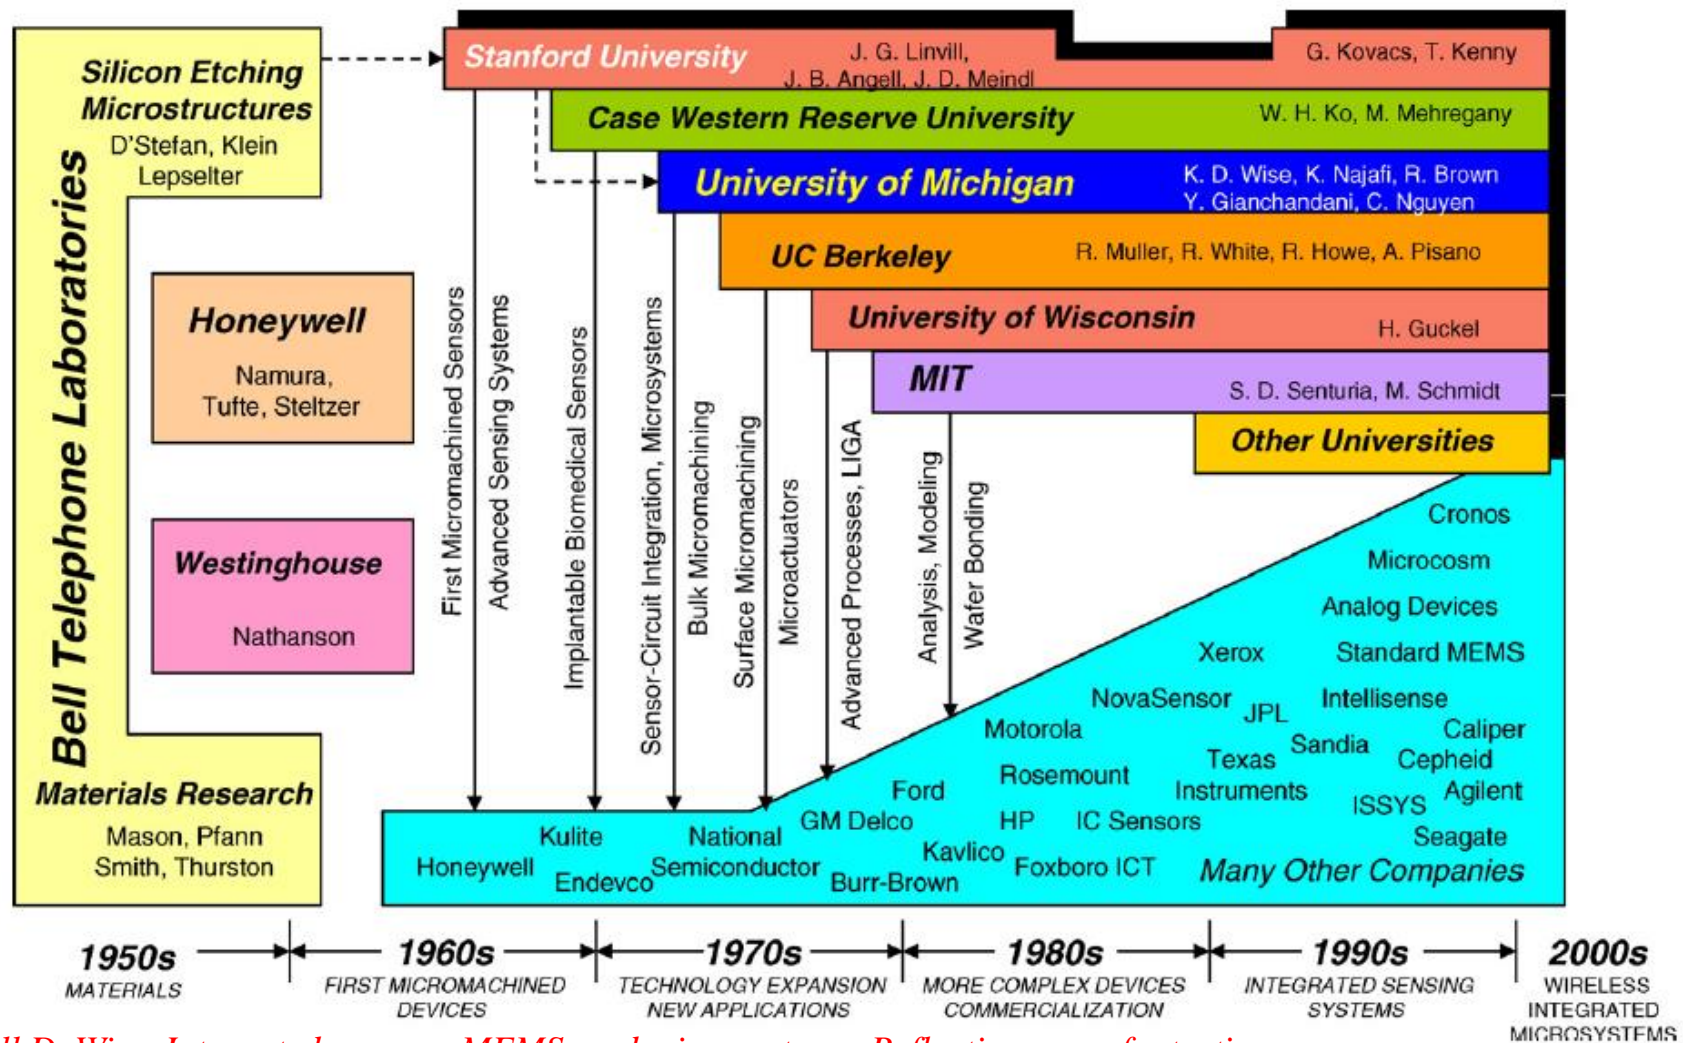 Silicon Etching
Microstructures
D'Stefan, Klein
Lepselter
Bell Telephone Laboratories
Materials Research
Mason, Pfann
Smith, Thurston
Honeywell
Namura,
Tufte, Steltzer
Westinghouse
Nathanson
Stanford University
J. G. Linvill,
J. B. Angell, J. D. Meindl
G. Kovacs, T. Kenny
Case Western Reserve University
W. H. Ko, M. Mehregany
University of Michigan
K. D. Wise, K. Najafi, R. Brown
Y. Gianchandani, C. Nguyen
UC Berkeley
R. Muller, R. White, R. Howe, A. Pisano
University of Wisconsin
H. Guckel
MIT
S. D. Senturia, M. Schmidt
Other Universities
First Micromachined Sensors
Advanced Sensing Systems
Implantable Biomedical Sensors
Sensor-Circuit Integration, Microsystems
Bulk Micromachining
Surface Micromachining
Microactuators
Advanced Processes, LIGA
Analysis, Modeling
Wafer Bonding
Cronos
Microcosm
Analog Devices
Xerox
Standard MEMS
NovaSensor
JPL
Intellisense
Motorola
Caliper
Sandia
Texas
Instruments
Cepheid
Rosemount
Ford
ISSYS
Agilent
GM Delco
HP
IC Sensors
Seagate
Kulite
National
Semiconductor
Kavlico
Honeywell
Endevco
Burr-Brown
Foxboro ICT
Many Other Companies
1950s
MATERIALS
1960s
FIRST MICROMACHINED
DEVICES
1970s
TECHNOLOGY EXPANSION
NEW APPLICATIONS
1980s
MORE COMPLEX DEVICES
COMMERCIALIZATION
1990s
INTEGRATED SENSING
SYSTEMS
2000s
WIRELESS
INTEGRATED
MICROSYSTEMS